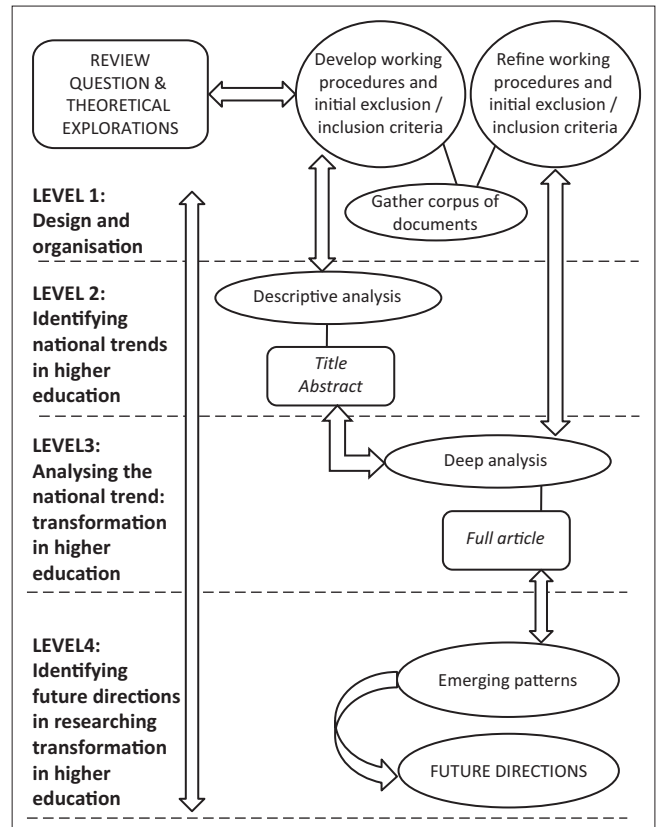 REVIEW
QUESTION &
THEORETICAL
EXPLORATIONS
Develop working
procedures and
initial exclusion /
inclusion criteria
Refine working
procedures and
initial exclusion /
inclusion criteria
Gather corpus of
documents
LEVEL 1:
Design and
organisation
LEVEL 2:
Identifying
national trends
in higher
education
Descriptive analysis
Title
Abstract
LEVEL3:
Analysing the
national trend:
transformation
in higher
education
Deep analysis
Full article
LEVEL4:
Identifying
future directions
in researching
transformation
in higher
education
Emerging patterns
FUTURE DIRECTIONS